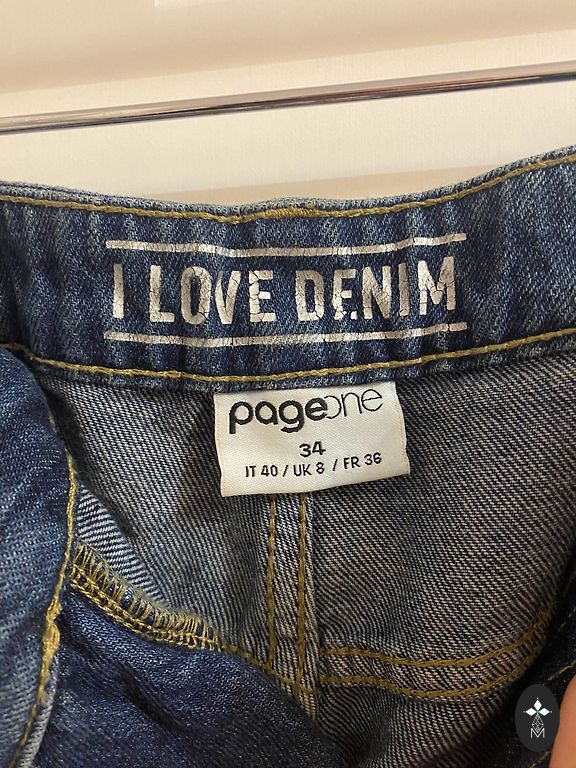 I LOVE DENIM
pageone
34
IT 40 / UK 8 / FR 36
M